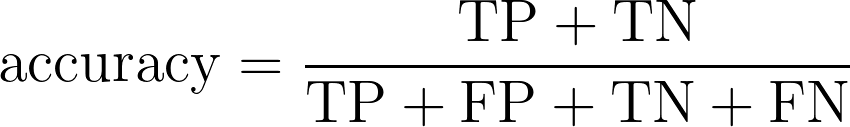 TP + TN
accuracy =
TP + FP + TN + FN